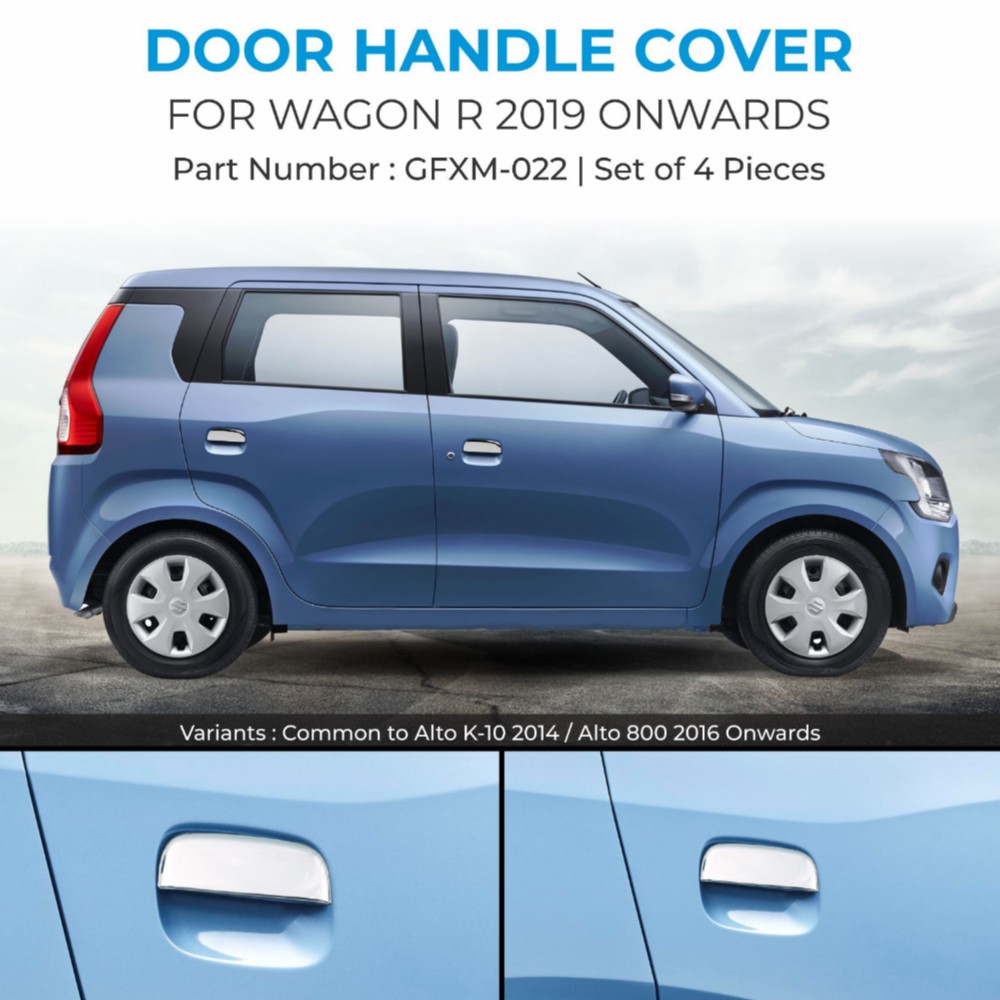 DOOR HANDLE COVER
FOR WAGON R 2019 ONWARDS
Part Number : GFXM-022 | Set of 4 Pieces
Variants : Common to Alto K-10 2014 / Alto 800 2016 Onwards